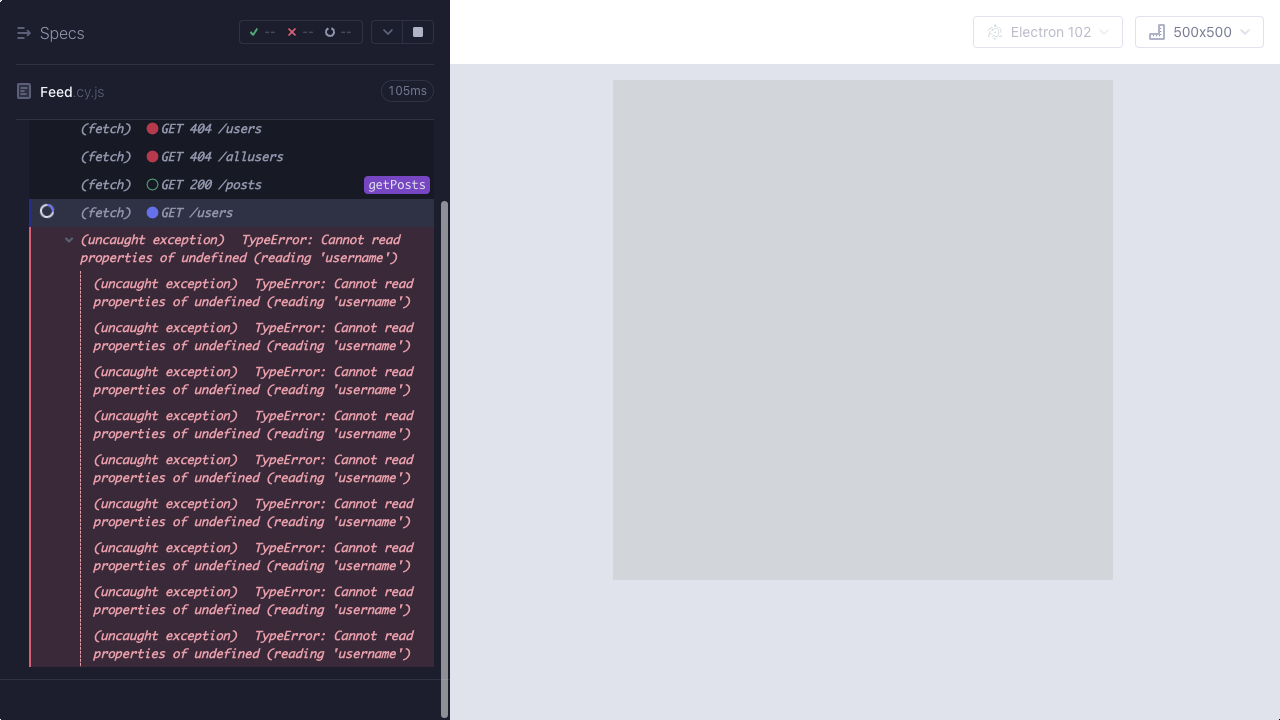 Specs
--
--
--
Electron 102
500x500
Feed.cy.js
105ms
(fetch) GET 404 /users
(fetch) GET 404 /allusers
(fetch) GET 200 /posts getPosts
(fetch) GET /users
(uncaught exception) TypeError: Cannot read
properties of undefined (reading 'username')
(uncaught exception) TypeError: Cannot read
properties of undefined (reading 'username')
(uncaught exception) TypeError: Cannot read
properties of undefined (reading 'username')
(uncaught exception) TypeError: Cannot read
properties of undefined (reading 'username')
(uncaught exception) TypeError: Cannot read
properties of undefined (reading 'username')
(uncaught exception) TypeError: Cannot read
properties of undefined (reading 'username')
(uncaught exception) TypeError: Cannot read
properties of undefined (reading 'username')
(uncaught exception) TypeError: Cannot read
properties of undefined (reading 'username')
(uncaught exception) TypeError: Cannot read
properties of undefined (reading 'username')
(uncaught exception) TypeError: Cannot read
properties of undefined (reading 'username')